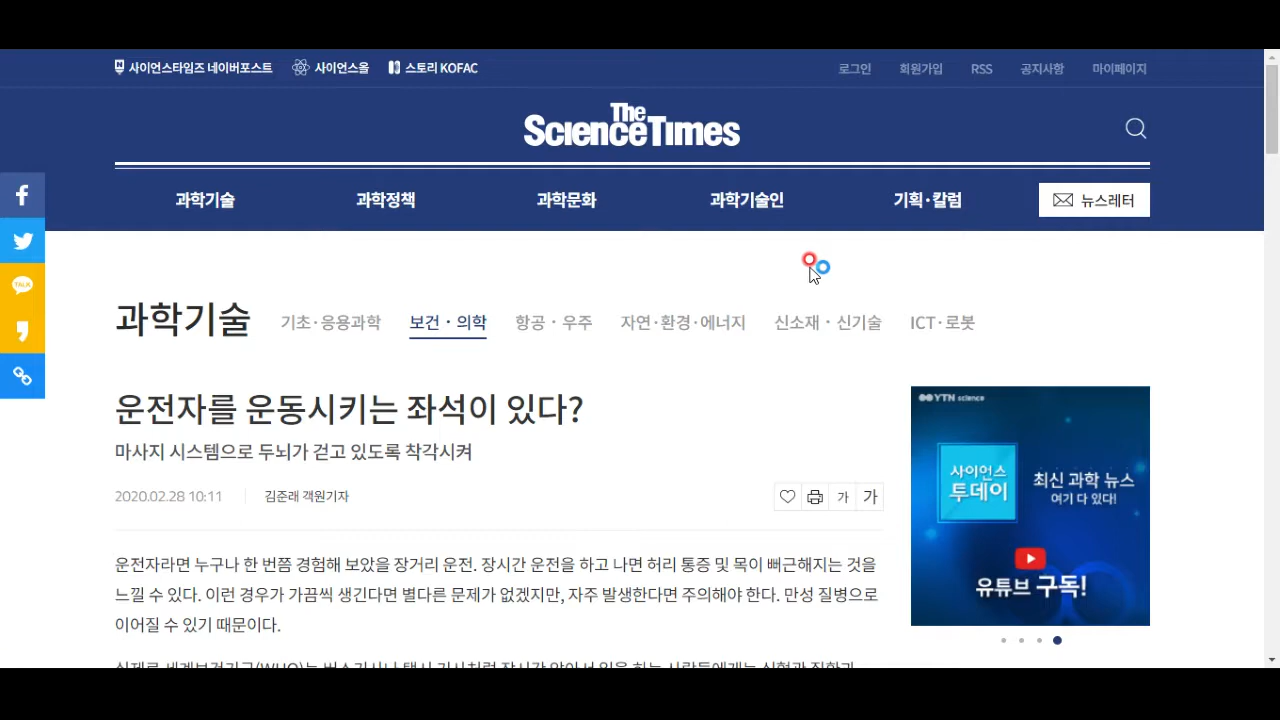 사이언스타임즈 네이버포스트 사이언스올 스토리 KOFAC
로그인 회원가입 RSS 공지사항 마이페이지
The
ScienceTimes
과학기술 과학정책 과학문화 과학기술인 기획·칼럼 뉴스레터
TALK
과학기술 기초·응용과학 보건·의학 항공·우주 자연·환경·에너지 신소재·신기술 ICT·로봇
운전자를 운동시키는 좌석이 있다?
마사지 시스템으로 두뇌가 걷고 있도록 착각시켜
2020.02.28 10:11 김준래 객원기자
가 가
운전자라면 누구나 한 번쯤 경험해 보았을 장거리 운전. 장시간 운전을 하고 나면 허리 통증 및 목이 뻐근해지는 것을
느낄 수 있다. 이런 경우가 가끔씩 생긴다면 별다른 문제가 없겠지만, 자주 발생한다면 주의해야 한다. 만성 질병으로
이어질 수 있기 때문이다.
YTN science
사이언스
투데이
최신 과학 뉴스
여기 다 있다!
유튜브 구독!